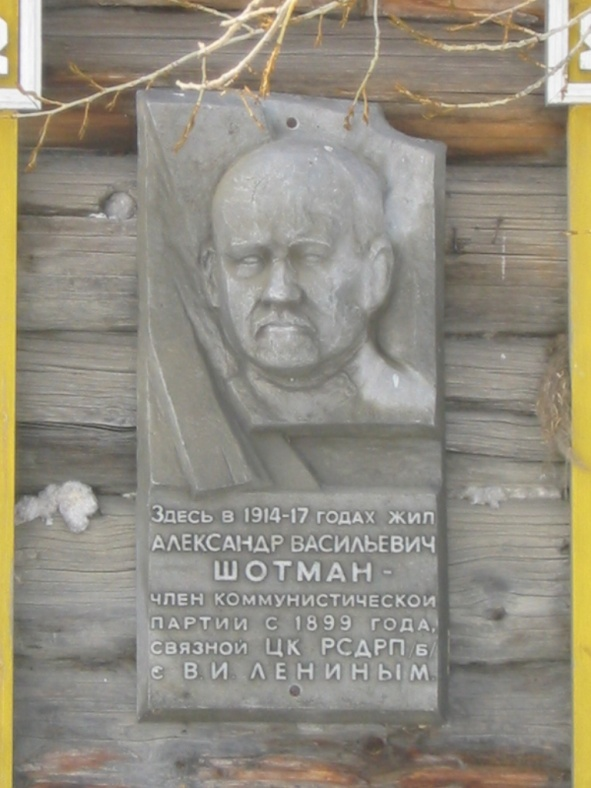 Здесь в 1914-17 годах жил
Александр Васильевич
Шотман -
член коммунистической
партии с 1899 года,
связной ЦК РСДРП б/
с В.И. Лениным.